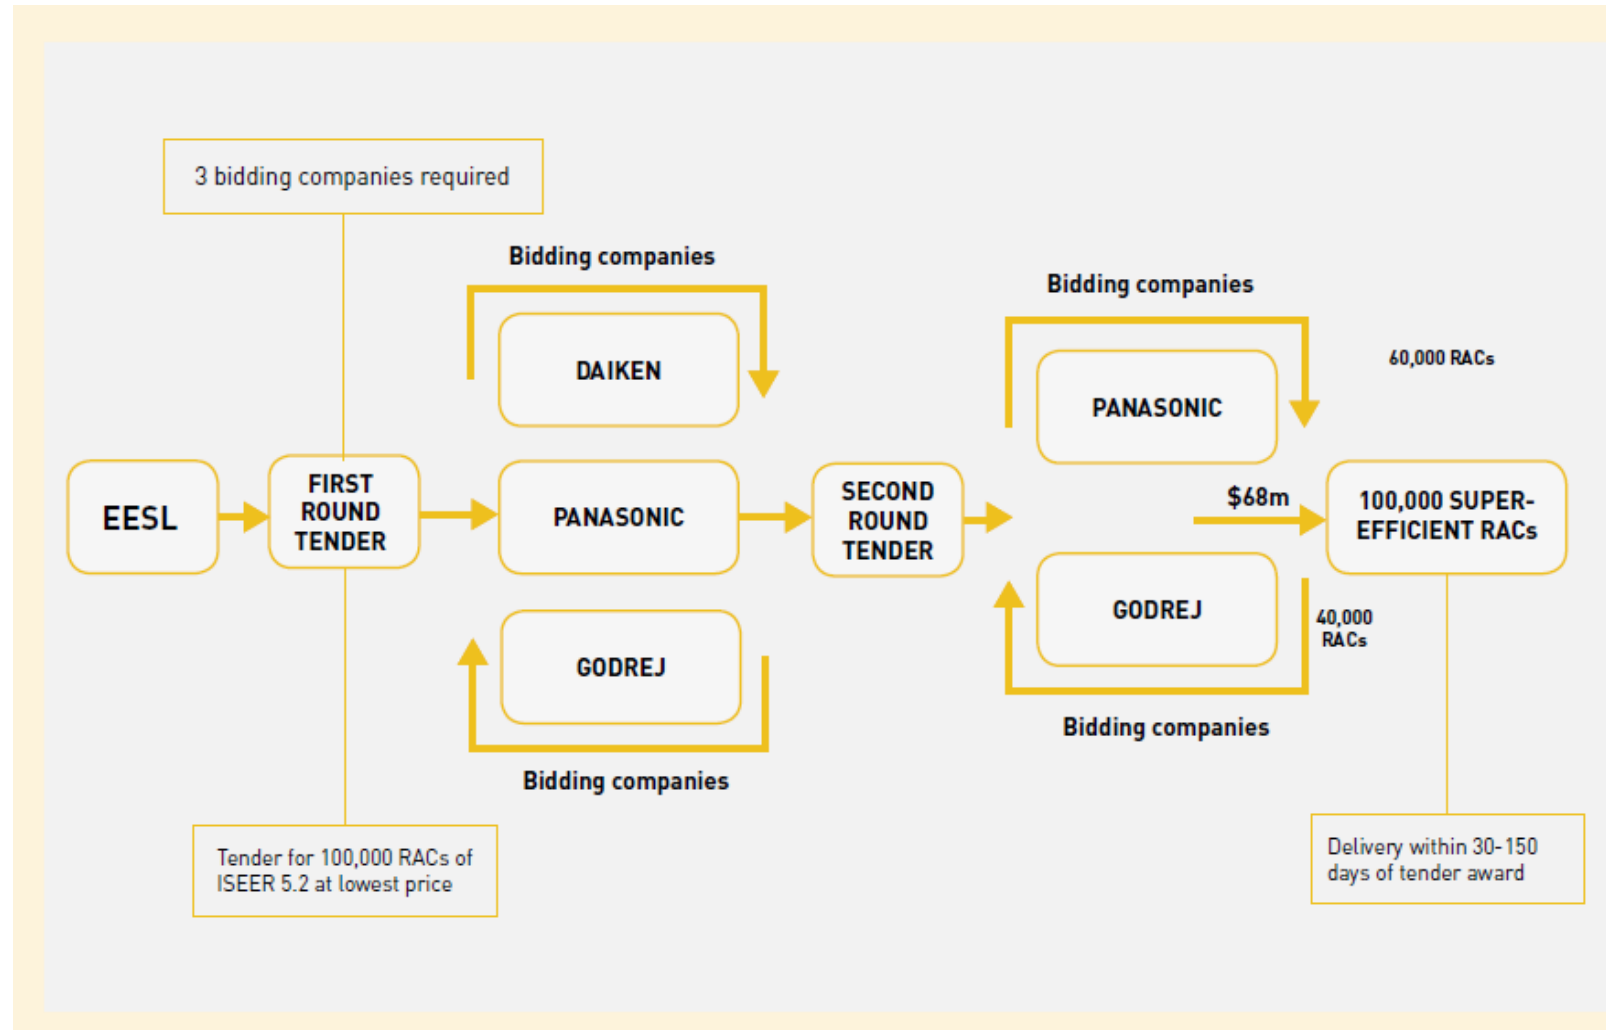 3 bidding companies required
Bidding companies
DAIKEN
EESL
FIRST
ROUND
TENDER
PANASONIC
GODREJ
Bidding companies
Tender for 100,000 RACs of
ISEER 5.2 at lowest price
SECOND
ROUND
TENDER
Bidding companies
PANASONIC
60,000 RACs
$68m
GODREJ
40,000
RACs
Bidding companies
100,000 SUPER-
EFFICIENT RACs
Delivery within 30-150
days of tender award